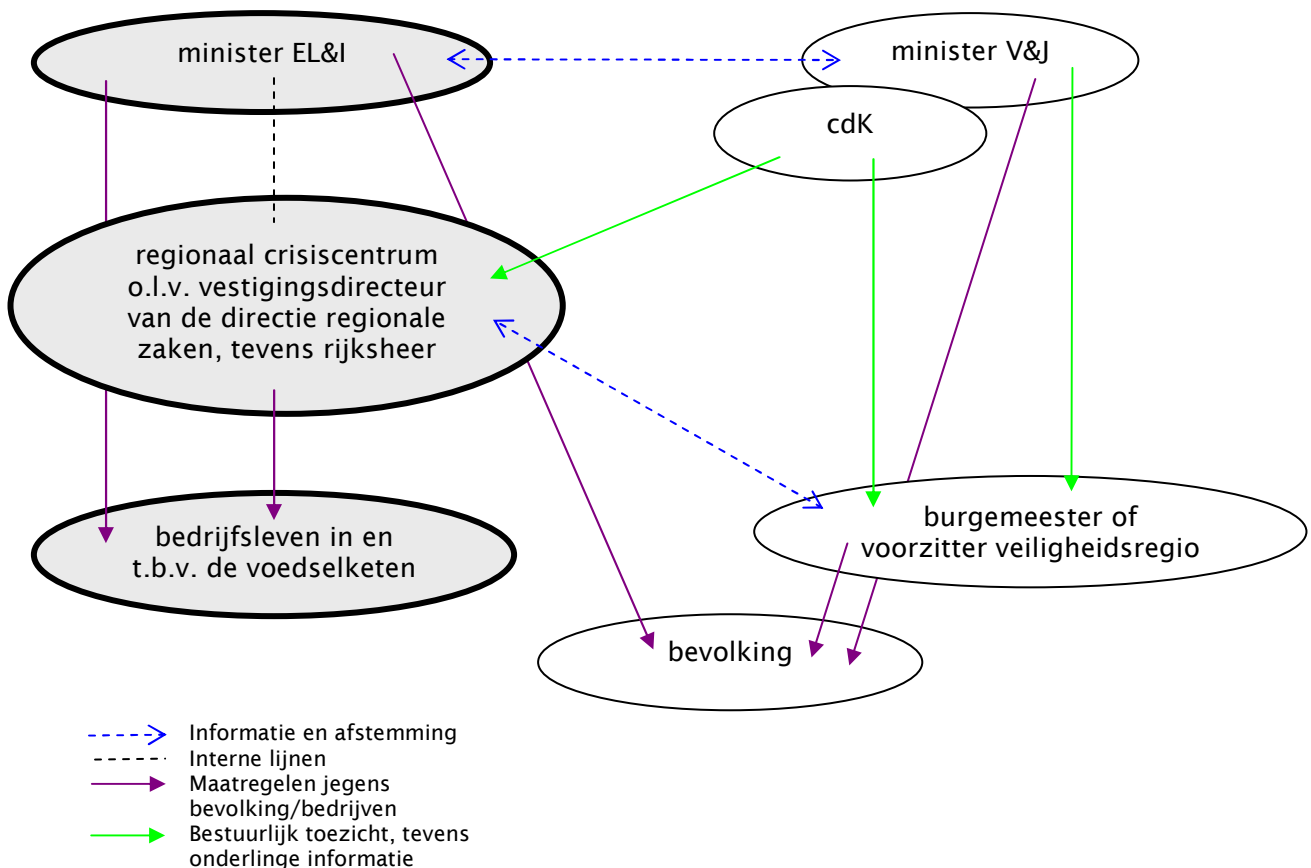 minister EL&I
minister V&J
cdK
regionaal crisiscentrum
o.l.v. vestigingsdirecteur
van de directie regionale
zaken, tevens rijksheer
bedrijfsleven in en
t.b.v. de voedselketen
burgemeester of
voorzitter veiligheidsregio
bevolking
Informatie en afstemming
Interne lijnen
Maatregelen jegens
bevolking/bedrijven
Bestuurlijk toezicht, tevens
onderlinge informatie